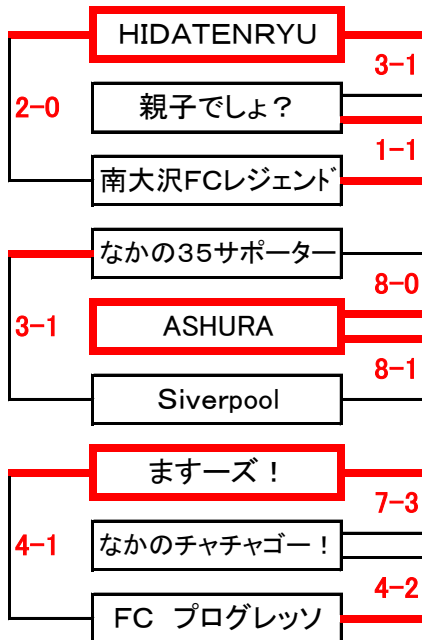 HIDATENRYU
3-1
2-0
親子でしょ？
1-1
南大沢FCレジェンド
なかの35サポーター
8-0
3-1
ASHURA
8-1
Siverpool
ますーズ！
7-3
4-1
なかのチャチャゴー！
4-2
FC プログレッソ